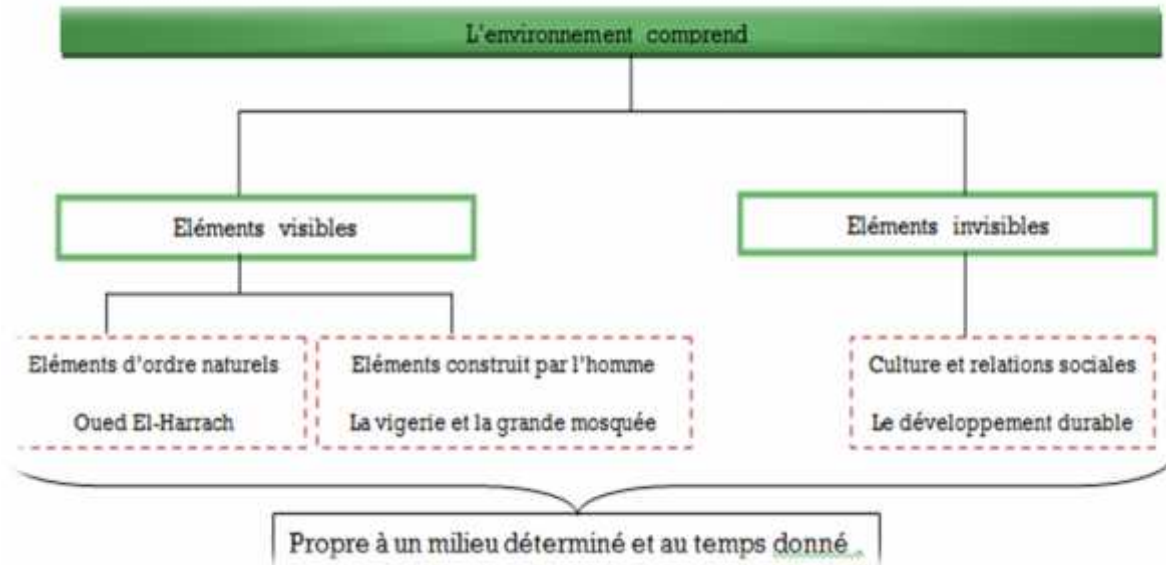 L'environnement comprend
Eléments visibles
Eléments invisibles
Eléments d'ordre naturels
Oued El-Harrach
Eléments construit par l'homme
La vigerie et la grande mosquée
Culture et relations sociales
Le développement durable
Propre à un milieu déterminé et au temps donné.